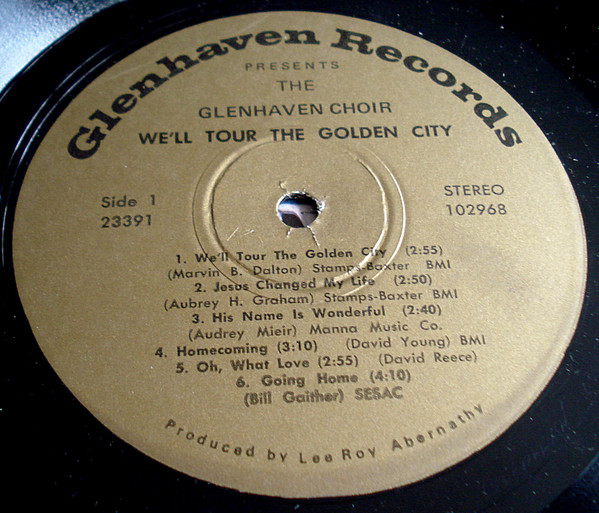 Glenhaven Records
PRESENTS
THE
GLENHAVEN CHOIR
WE'LL TOUR THE GOLDEN CITY
Side 1
23391
STEREO
102968
1. We'll Tour The Golden City (2:55)
(Marvin B. Dalton) Stamps-Baxter BMI
2. Jesus Changed My Life (2:50)
(Aubrey H. Graham) Stamps-Baxter BMI
3. His Name Is Wonderful (2:40)
(Audrey Mieir) Manna Music Co.
4. Homecoming (3:10) (David Young) BMI
5. Oh, What Love (2:55) (David Reece)
6. Going Home (4:10)
(Bill Gaither) SESAC
Produced by Lee Roy Abernathy